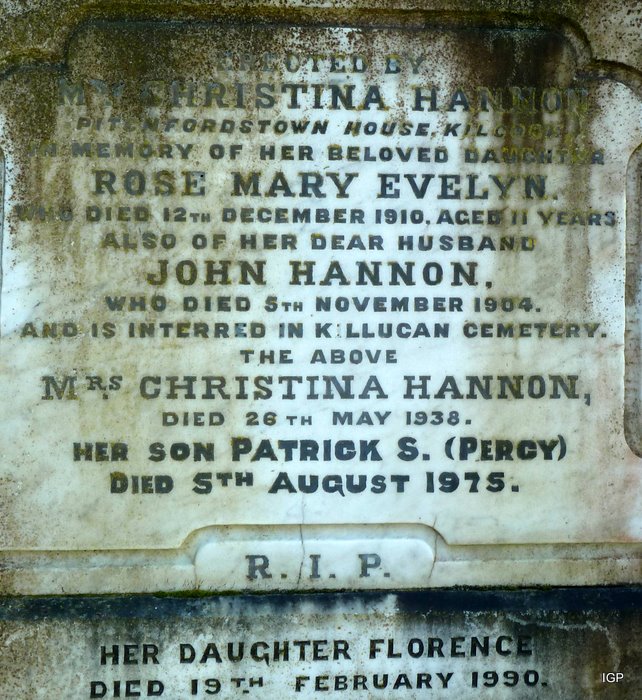 ERECTED BY
MRS CHRISTINA HANNON
PITCHFORDSTOWN HOUSE, KILCOCK
IN MEMORY OF HER BELOVED DAUGHTER
ROSE MARY EVELYN.
WHO DIED 12TH DECEMBER 1910. AGED 11 YEARS
ALSO OF HER DEAR HUSBAND
JOHN HANNON,
WHO DIED 5TH NOVEMBER 1904.
AND IS INTERRED IN KILLUCAN CEMETERY.
THE ABOVE
MRS CHRISTINA HANNON,
DIED 26TH MAY 1938.
HER SON PATRICK S. (PERCY)
DIED 5TH AUGUST 1975.
R. I. P.
HER DAUGHTER FLORENCE
DIED 19TH FEBRUARY 1990.
IGP